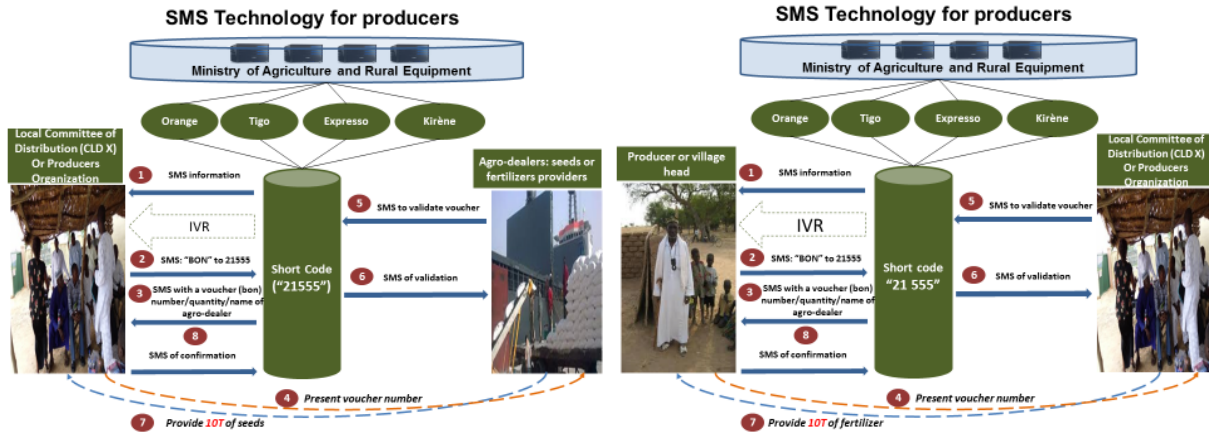 SMS Technology for producers
Ministry of Agriculture and Rural Equipment
Orange
Tigo
Expresso
Kirène
Local Committee of
Distribution (CLD X)
Or Producers
Organization
Agro-dealers: seeds or
fertilizers providers
1
SMS information
IVR
2
SMS: “BON” to 21555
3
SMS with a voucher (bon)
number/quantity/name of
agro-dealer
8
SMS of confirmation
Short Code
(“21555”)
5
SMS to validate voucher
6
SMS of validation
4
Present voucher number
7
Provide 10T of seeds
SMS Technology for producers
Ministry of Agriculture and Rural Equipment
Orange
Tigo
Expresso
Kirène
Producer or village
head
Local Committee of
Distribution (CLD X)
Or Producers
Organization
1
SMS information
IVR
2
SMS: “BON” to 21555
3
SMS with a voucher (bon)
number/quantity/name of
agro-dealer
8
SMS of confirmation
Short code
“21 555”
5
SMS to validate voucher
6
SMS of validation
4
Present voucher number
7
Provide 10T of fertilizer